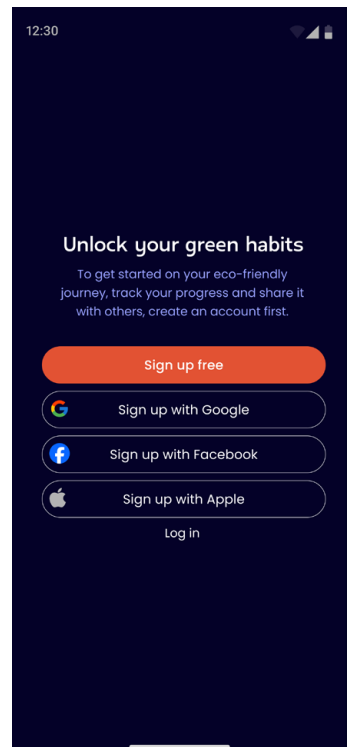 12:30
Unlock your green habits
To get started on your eco-friendly
journey, track your progress and share it
with others, create an account first.
Sign up free
Sign up with Google
Sign up with Facebook
Sign up with Apple
Log in